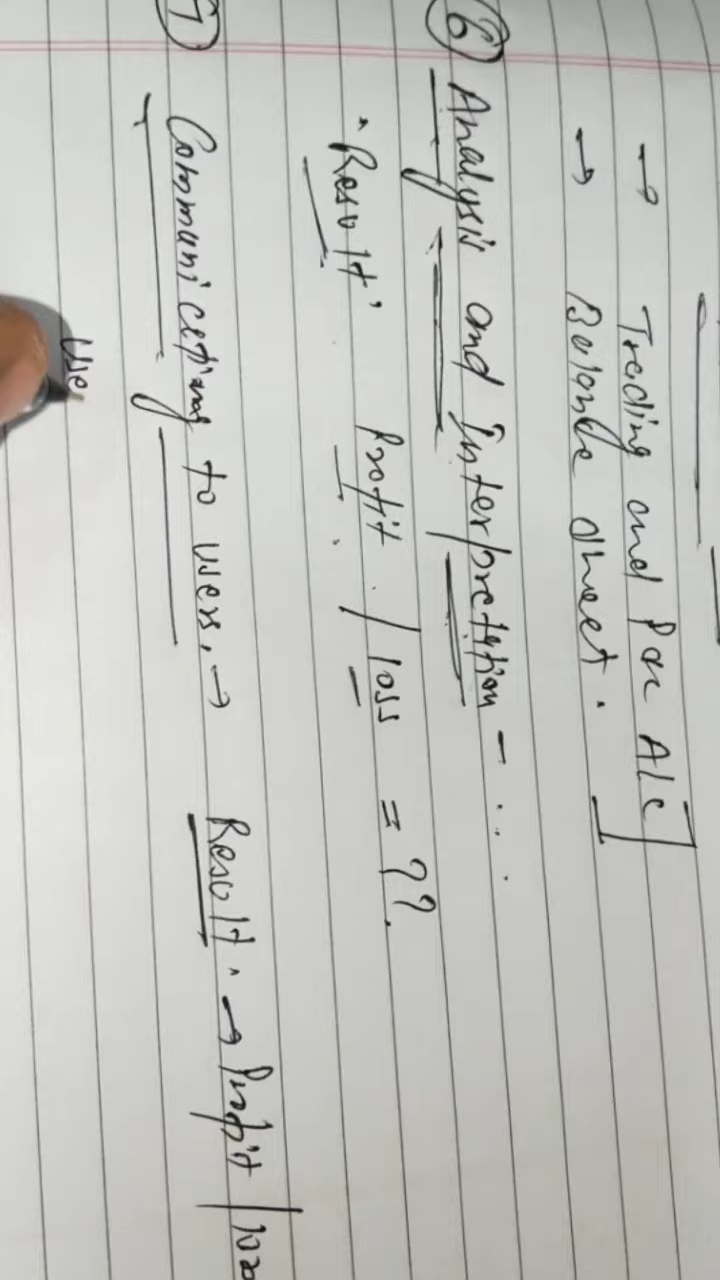 → Trading and P&L A/c
→ Balance sheet.
⑥ Analysis and Interpretation - ...
"Result" Profit / loss = ??.
⑦ Communicating to users, → Result. → Profit / loss
Use